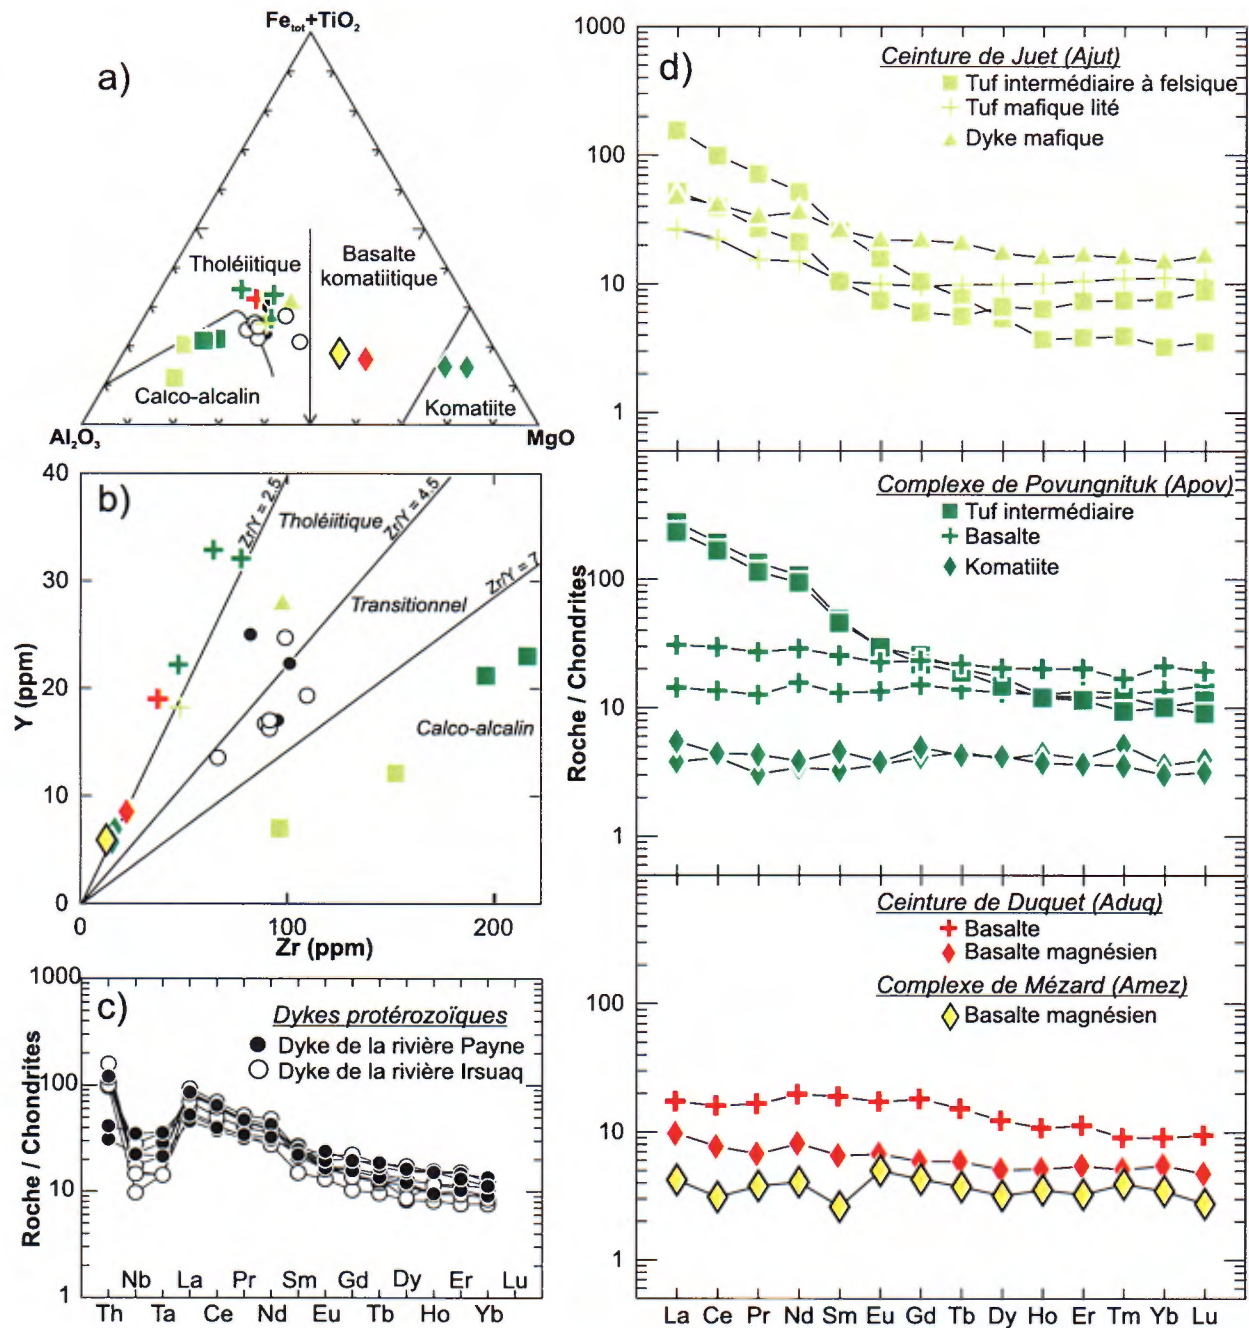 a)
Fe_tot+TiO₂
Tholéiitique
Basalte
komatiitique
Calco-alcalin
Komatiite
Al₂O₃
MgO
b)
40
30
20
10
0
Y (ppm)
Zr/Y = 2.5
Tholéiitique
Zr/Y = 4.5
Transitionnel
Zr/Y = 7
Calco-alcalin
0
100
200
Zr (ppm)
c)
1000
100
10
1
Roche / Chondrites
Dykes protérozoïques
Dyke de la rivière Payne
Dyke de la rivière Irsuaq
Nb La Pr Sm Gd Dy Er Lu
Th Ta Ce Nd Eu Tb Ho Yb
d)
1000
100
10
1
Ceinture de Juet (Ajut)
Tuf intermédiaire à felsique
Tuf mafique lité
Dyke mafique
Roche / Chondrites
100
10
1
Complexe de Povungnituk (Apov)
Tuf intermédiaire
Basalte
Komatiite
100
10
1
Ceinture de Duquet (Aduq)
Basalte
Basalte magnésien
Complexe de Mézard (Amez)
Basalte magnésien
La Ce Pr Nd Sm Eu Gd Tb Dy Ho Er Tm Yb Lu